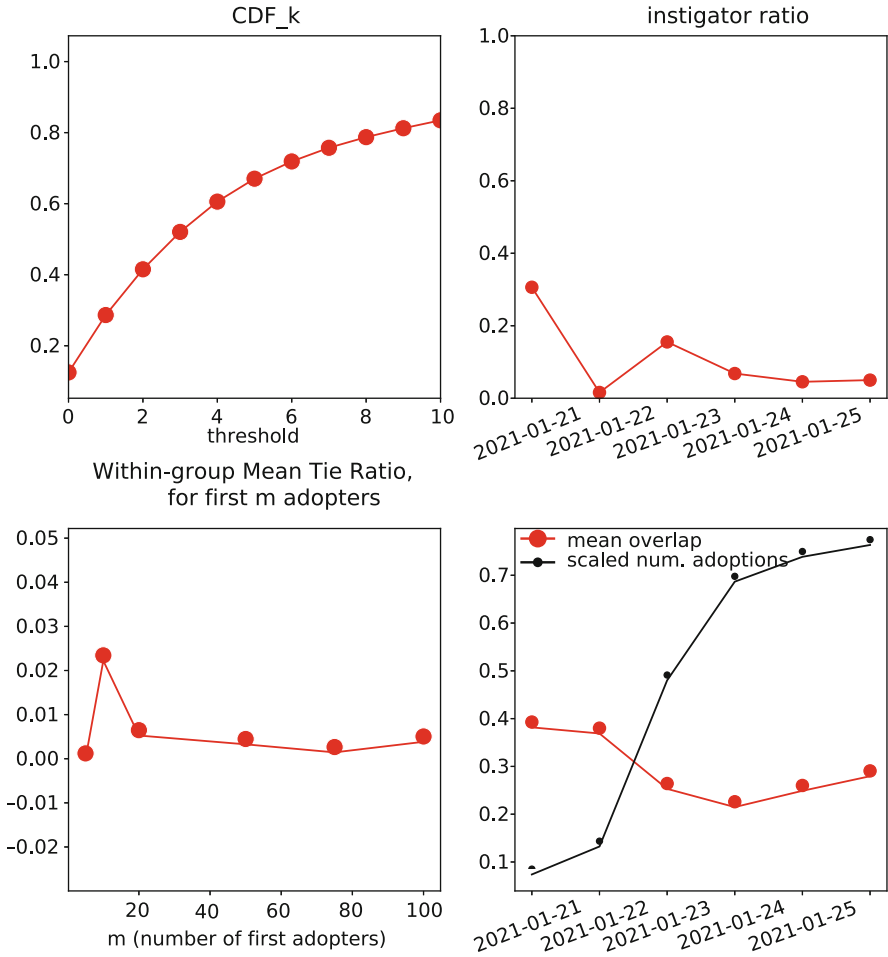 CDF_k
1.0
0.8
0.6
0.4
0.2
0 2 4 6 8 10
threshold
instigator ratio
1.0
0.8
0.6
0.4
0.2
0.0
2021-01-21 2021-01-22 2021-01-23 2021-01-24 2021-01-25
Within-group Mean Tie Ratio,
for first m adopters
0.05
0.04
0.03
0.02
0.01
0.00
–0.01
–0.02
20 40 60 80 100
m (number of first adopters)
mean overlap
scaled num. adoptions
0.7
0.6
0.5
0.4
0.3
0.2
0.1
2021-01-21 2021-01-22 2021-01-23 2021-01-24 2021-01-25